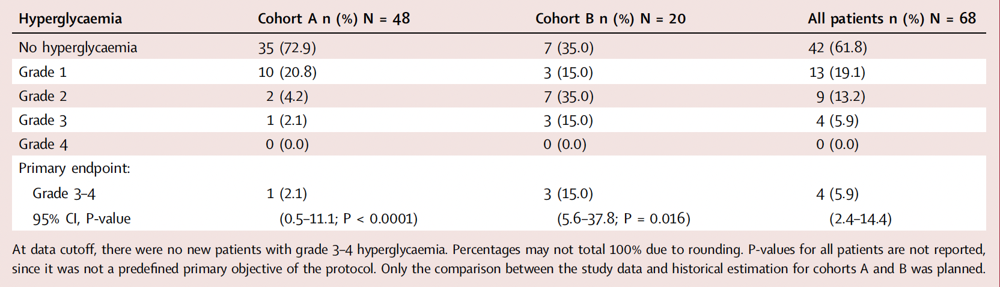 Hyperglycaemia Cohort A n (%) N = 48 Cohort B n (%) N = 20 All patients n (%) N = 68
No hyperglycaemia 35 (72.9) 7 (35.0) 42 (61.8)
Grade 1 10 (20.8) 3 (15.0) 13 (19.1)
Grade 2 2 (4.2) 7 (35.0) 9 (13.2)
Grade 3 1 (2.1) 3 (15.0) 4 (5.9)
Grade 4 0 (0.0) 0 (0.0) 0 (0.0)
Primary endpoint:
Grade 3–4 1 (2.1) 3 (15.0) 4 (5.9)
95% CI, P-value (0.5–11.1; P < 0.0001) (5.6–37.8; P = 0.016) (2.4–14.4)
At data cutoff, there were no new patients with grade 3–4 hyperglycaemia. Percentages may not total 100% due to rounding. P-values for all patients are not reported,
since it was not a predefined primary objective of the protocol. Only the comparison between the study data and historical estimation for cohorts A and B was planned.